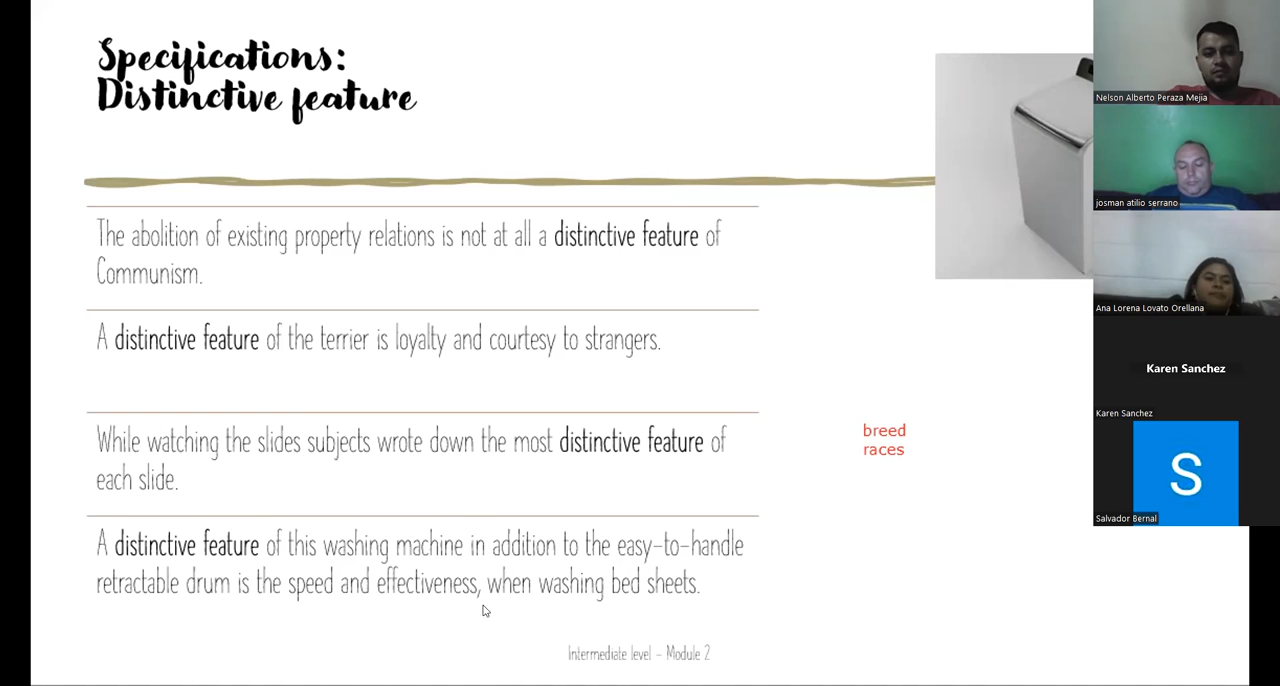 Specifications:
Distinctive feature
The abolition of existing property relations is not at all a distinctive feature of
Communism.
A distinctive feature of the terrier is loyalty and courtesy to strangers.
While watching the slides subjects wrote down the most distinctive feature of
each slide.
A distinctive feature of this washing machine in addition to the easy-to-handle
retractable drum is the speed and effectiveness, when washing bed sheets.
Intermediate level - Module 2
breed
races
Nelson Alberto Peraza Mejia
josman atilio serrano
Ana Lorena Lovato Orellana
Karen Sanchez
Karen Sanchez
S
Salvador Bernal